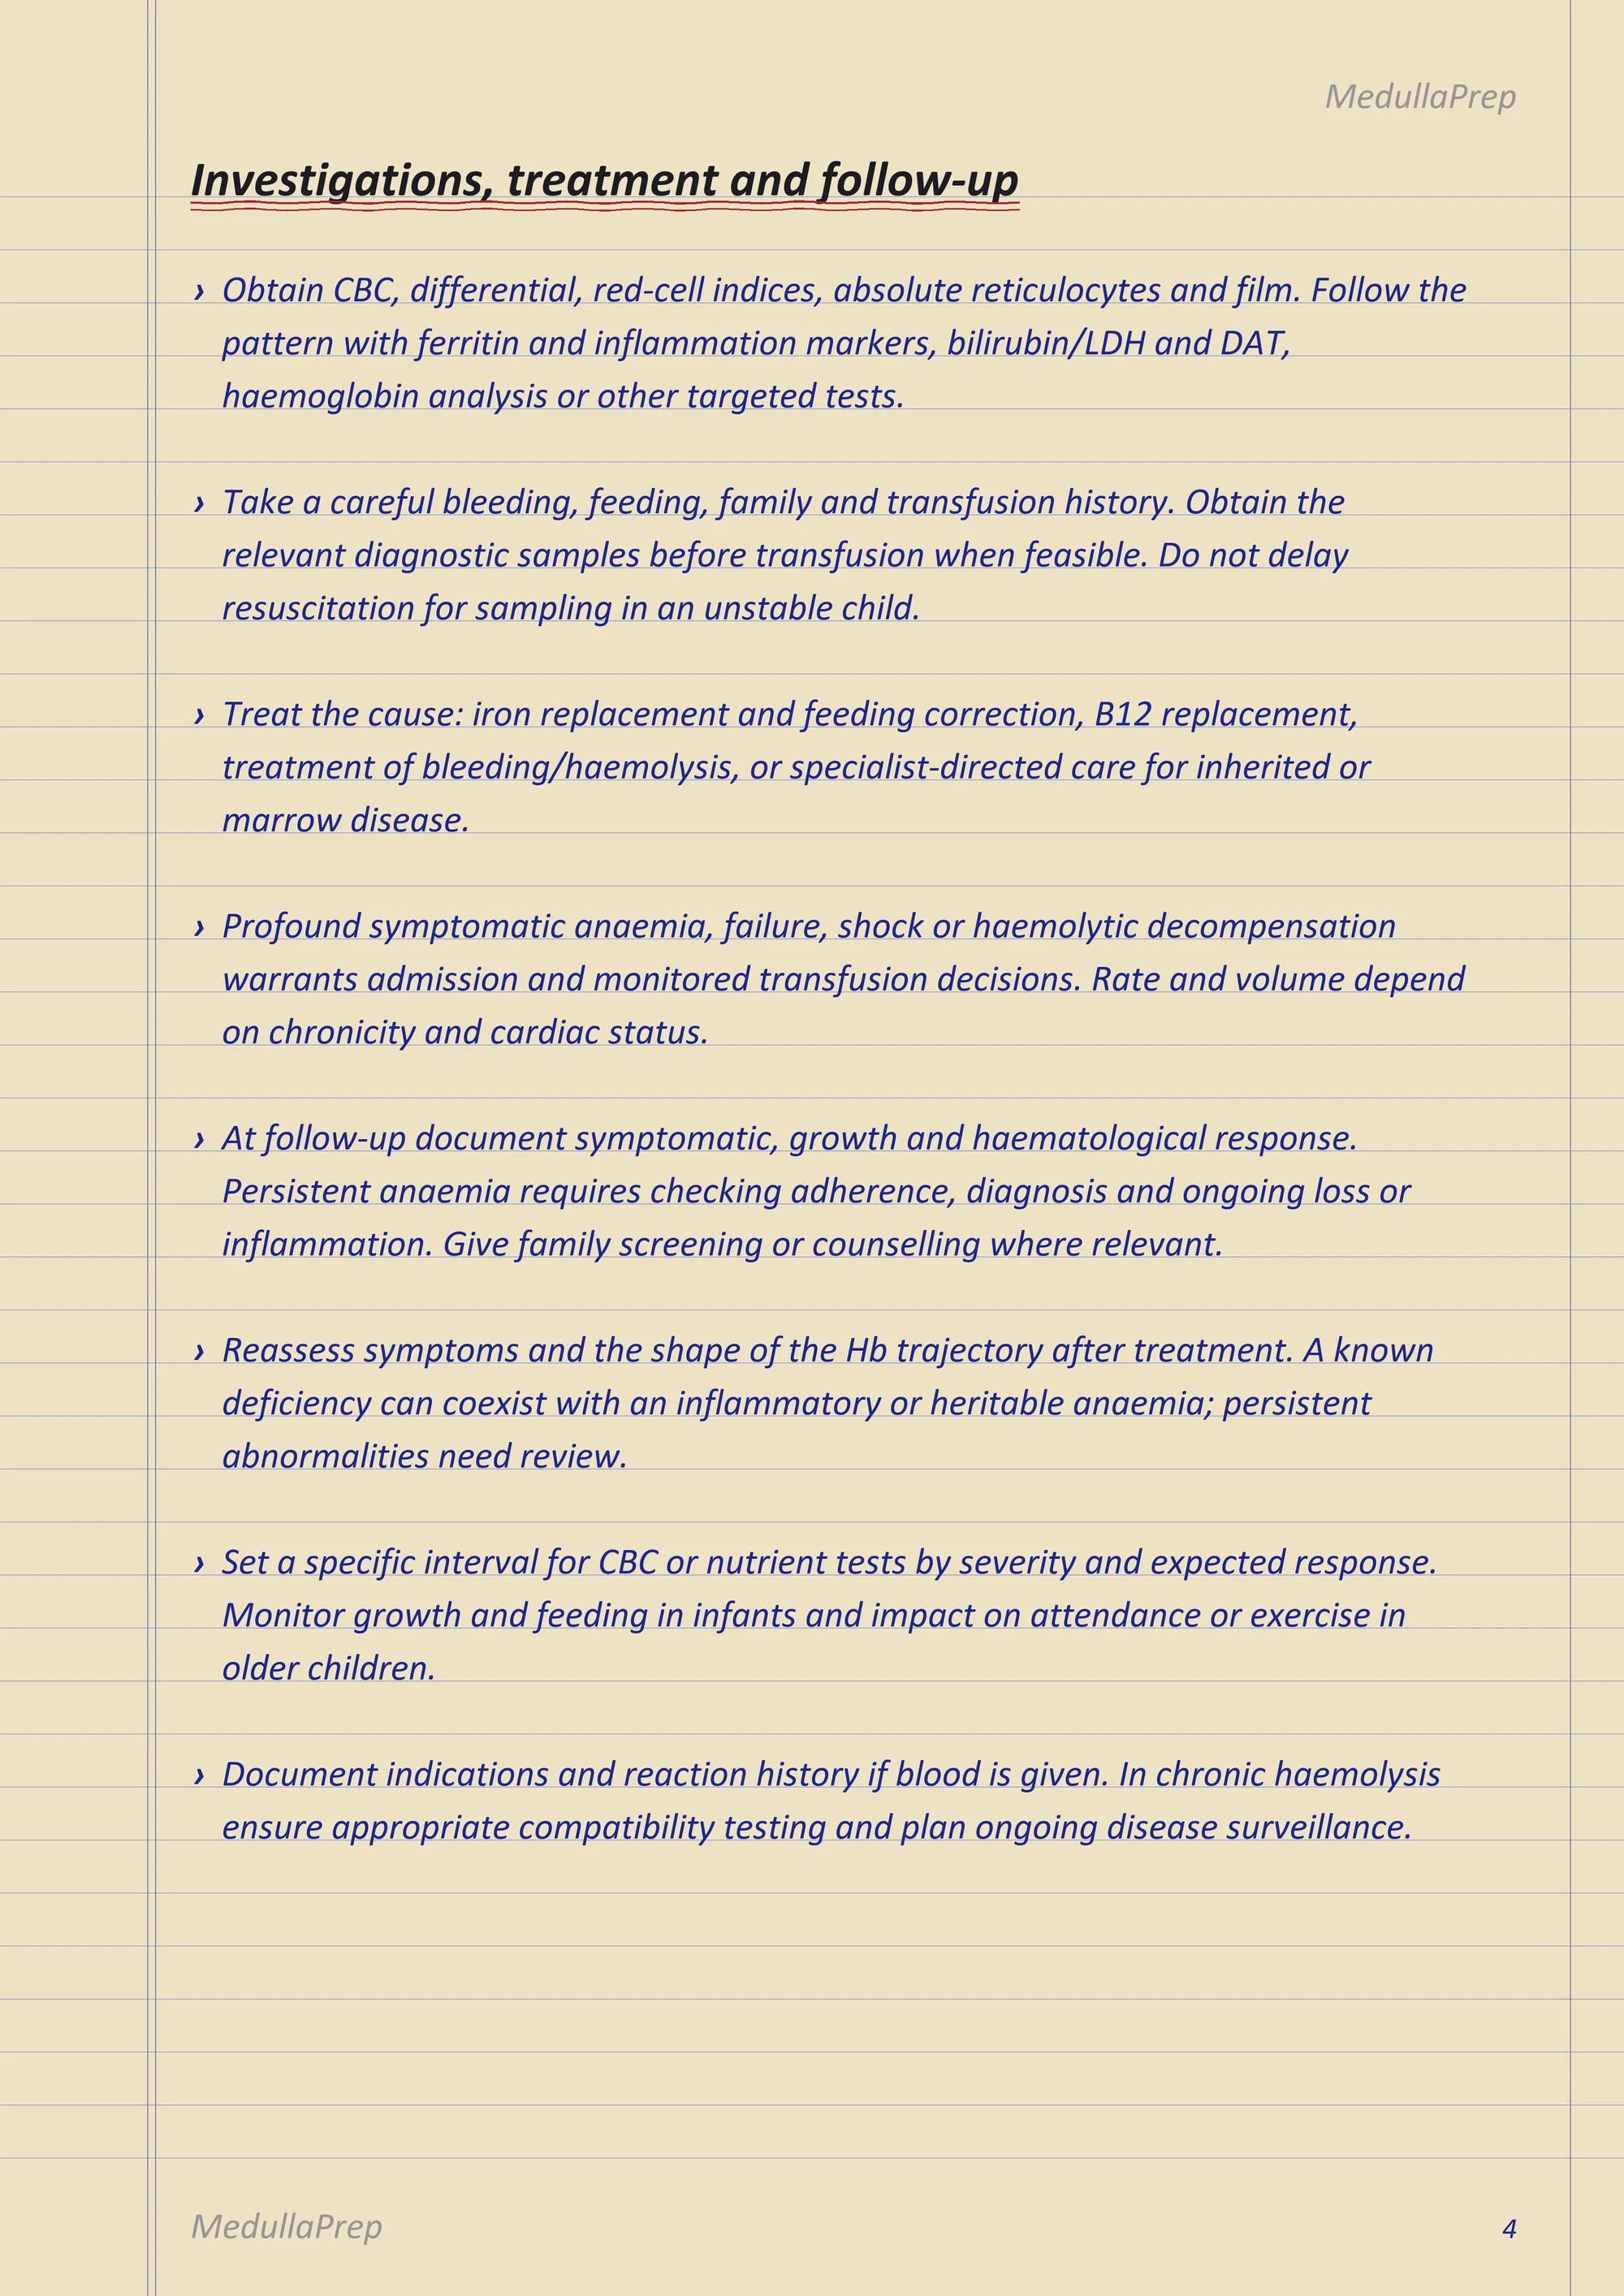 MedullaPrep
Investigations, treatment and follow-up
› Obtain CBC, differential, red-cell indices, absolute reticulocytes and film. Follow the
pattern with ferritin and inflammation markers, bilirubin/LDH and DAT,
haemoglobin analysis or other targeted tests.
› Take a careful bleeding, feeding, family and transfusion history. Obtain the
relevant diagnostic samples before transfusion when feasible. Do not delay
resuscitation for sampling in an unstable child.
› Treat the cause: iron replacement and feeding correction, B12 replacement,
treatment of bleeding/haemolysis, or specialist-directed care for inherited or
marrow disease.
› Profound symptomatic anaemia, failure, shock or haemolytic decompensation
warrants admission and monitored transfusion decisions. Rate and volume depend
on chronicity and cardiac status.
› At follow-up document symptomatic, growth and haematological response.
Persistent anaemia requires checking adherence, diagnosis and ongoing loss or
inflammation. Give family screening or counselling where relevant.
› Reassess symptoms and the shape of the Hb trajectory after treatment. A known
deficiency can coexist with an inflammatory or heritable anaemia; persistent
abnormalities need review.
› Set a specific interval for CBC or nutrient tests by severity and expected response.
Monitor growth and feeding in infants and impact on attendance or exercise in
older children.
› Document indications and reaction history if blood is given. In chronic haemolysis
ensure appropriate compatibility testing and plan ongoing disease surveillance.
MedullaPrep
4